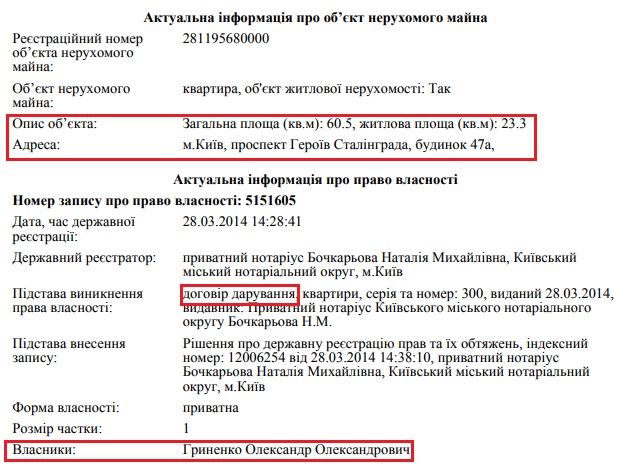 Актуальна інформація про об’єкт нерухомого майна
Реєстраційний номер об’єкта нерухомого майна: 281195680000
Об’єкт нерухомого майна: квартира, об'єкт житлової нерухомості: Так
Опис об’єкта: Загальна площа (кв.м): 60.5, житлова площа (кв.м): 23.3
Адреса: м.Київ, проспект Героїв Сталінграда, будинок 47а,
Актуальна інформація про право власності
Номер запису про право власності: 5151605
Дата, час державної реєстрації: 28.03.2014 14:28:41
Державний реєстратор: приватний нотаріус Бочкарьова Наталія Михайлівна, Київський
міський нотаріальний округ, м.Київ
Підстава виникнення права власності: договір дарування, квартири, серія та номер: 300, виданий 28.03.2014,
видавник: Приватний нотаріус Київського міського нотаріального
округу Бочкарьова Н.М.
Підстава внесення запису: Рішення про державну реєстрацію прав та їх обтяжень, індексний
номер: 12006254 від 28.03.2014 14:38:10, приватний нотаріус
Бочкарьова Наталія Михайлівна, Київський міський нотаріальний
округ, м.Київ
Форма власності: приватна
Розмір частки: 1
Власники: Гриненко Олександр Олександрович